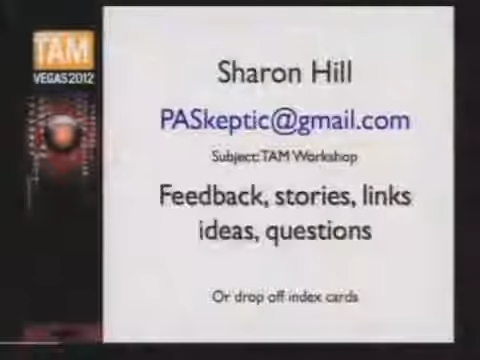 TAM
VEGAS 2012
Sharon Hill
PASkeptic@gmail.com
Subject: TAM Workshop
Feedback, stories, links
ideas, questions
Or drop off index cards